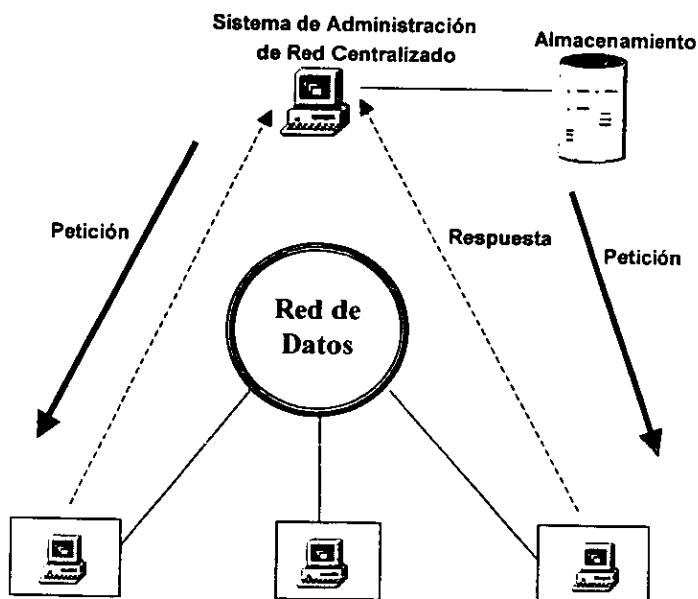 Sistema de Administración
de Red Centralizado
Almacenamiento
Petición
Respuesta
Petición
Red de
Datos